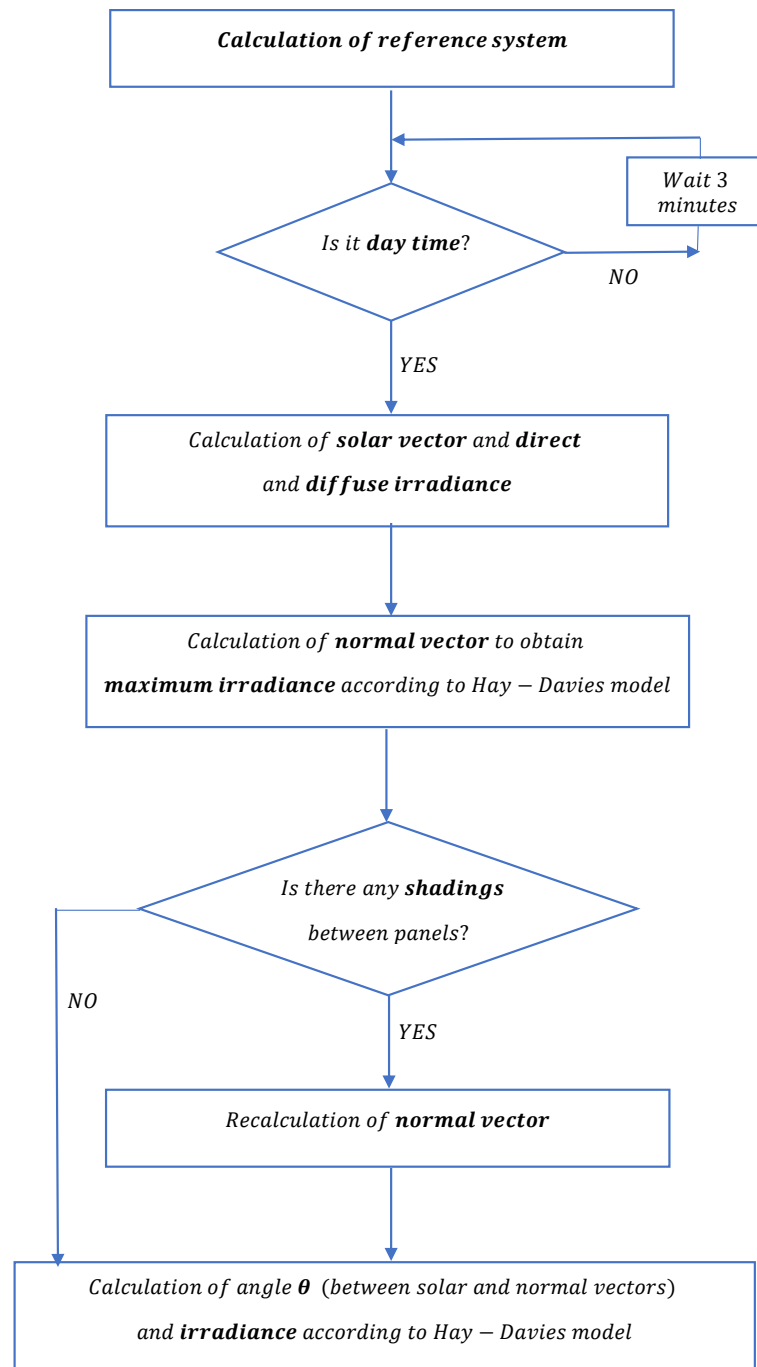 Calculation of reference system
Wait 3
minutes
Is it day time?
NO
YES
Calculation of solar vector and direct
and diffuse irradiance
Calculation of normal vector to obtain
maximum irradiance according to Hay − Davies model
Is there any shadings
between panels?
NO
YES
Recalculation of normal vector
Calculation of angle θ (between solar and normal vectors)
and irradiance according to Hay − Davies model